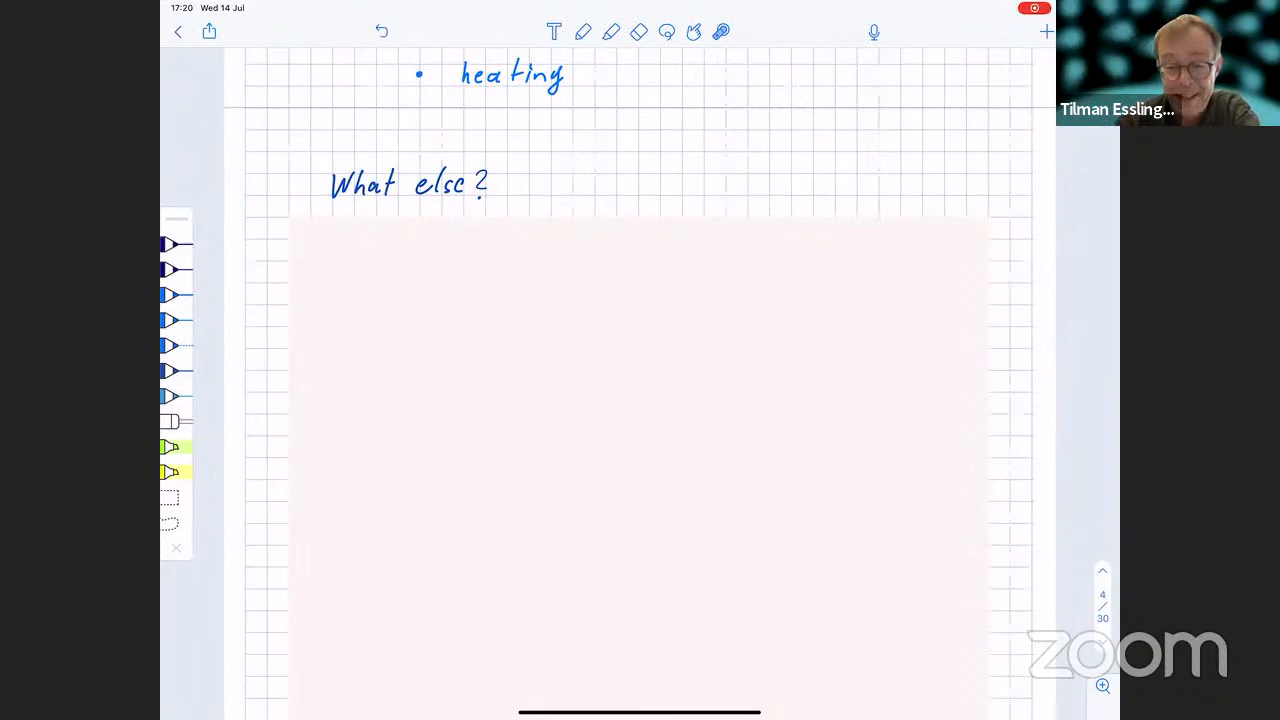 17:20 Wed 14 Jul
T
• heating
Tilman Essling...
What else?
4
/
30
zoom